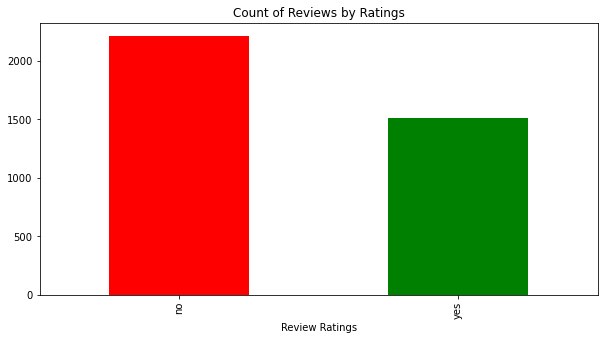 Count of Reviews by Ratings
2000
1500
1000
500
0
no
yes
Review Ratings